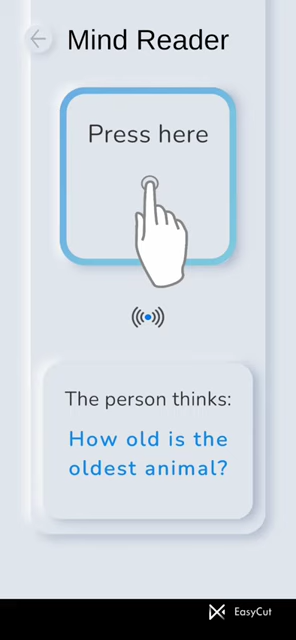 Mind Reader
Press here
The person thinks:
How old is the
oldest animal?
EasyCut